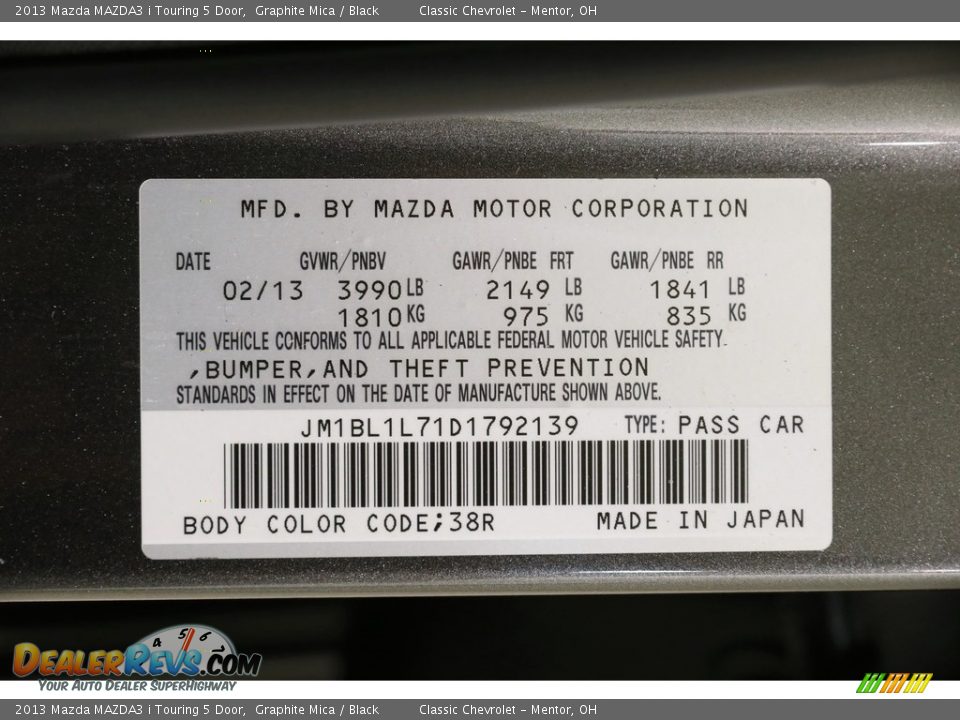 2013 Mazda MAZDA3 i Touring 5 Door, Graphite Mica / Black Classic Chevrolet – Mentor, OH
MFD. BY MAZDA MOTOR CORPORATION
DATE GVWR/PNBV GAWR/PNBE FRT GAWR/PNBE RR
02/13 3990 LB 2149 LB 1841 LB
1810 KG 975 KG 835 KG
THIS VEHICLE CONFORMS TO ALL APPLICABLE FEDERAL MOTOR VEHICLE SAFETY
,BUMPER,AND THEFT PREVENTION
STANDARDS IN EFFECT ON THE DATE OF MANUFACTURE SHOWN ABOVE.
JM1BL1L71D1792139 TYPE: PASS CAR
BODY COLOR CODE;38R MADE IN JAPAN
4 5 6 7
DEALERREVS.COM
YOUR AUTO DEALER SUPERHIGHWAY
2013 Mazda MAZDA3 i Touring 5 Door, Graphite Mica / Black Classic Chevrolet – Mentor, OH